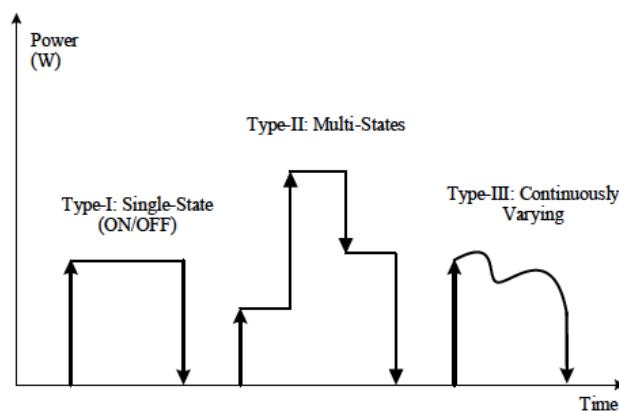 Power
(W)
Type-II: Multi-States
Type-I: Single-State
(ON/OFF)
Type-III: Continuously
Varying
Time